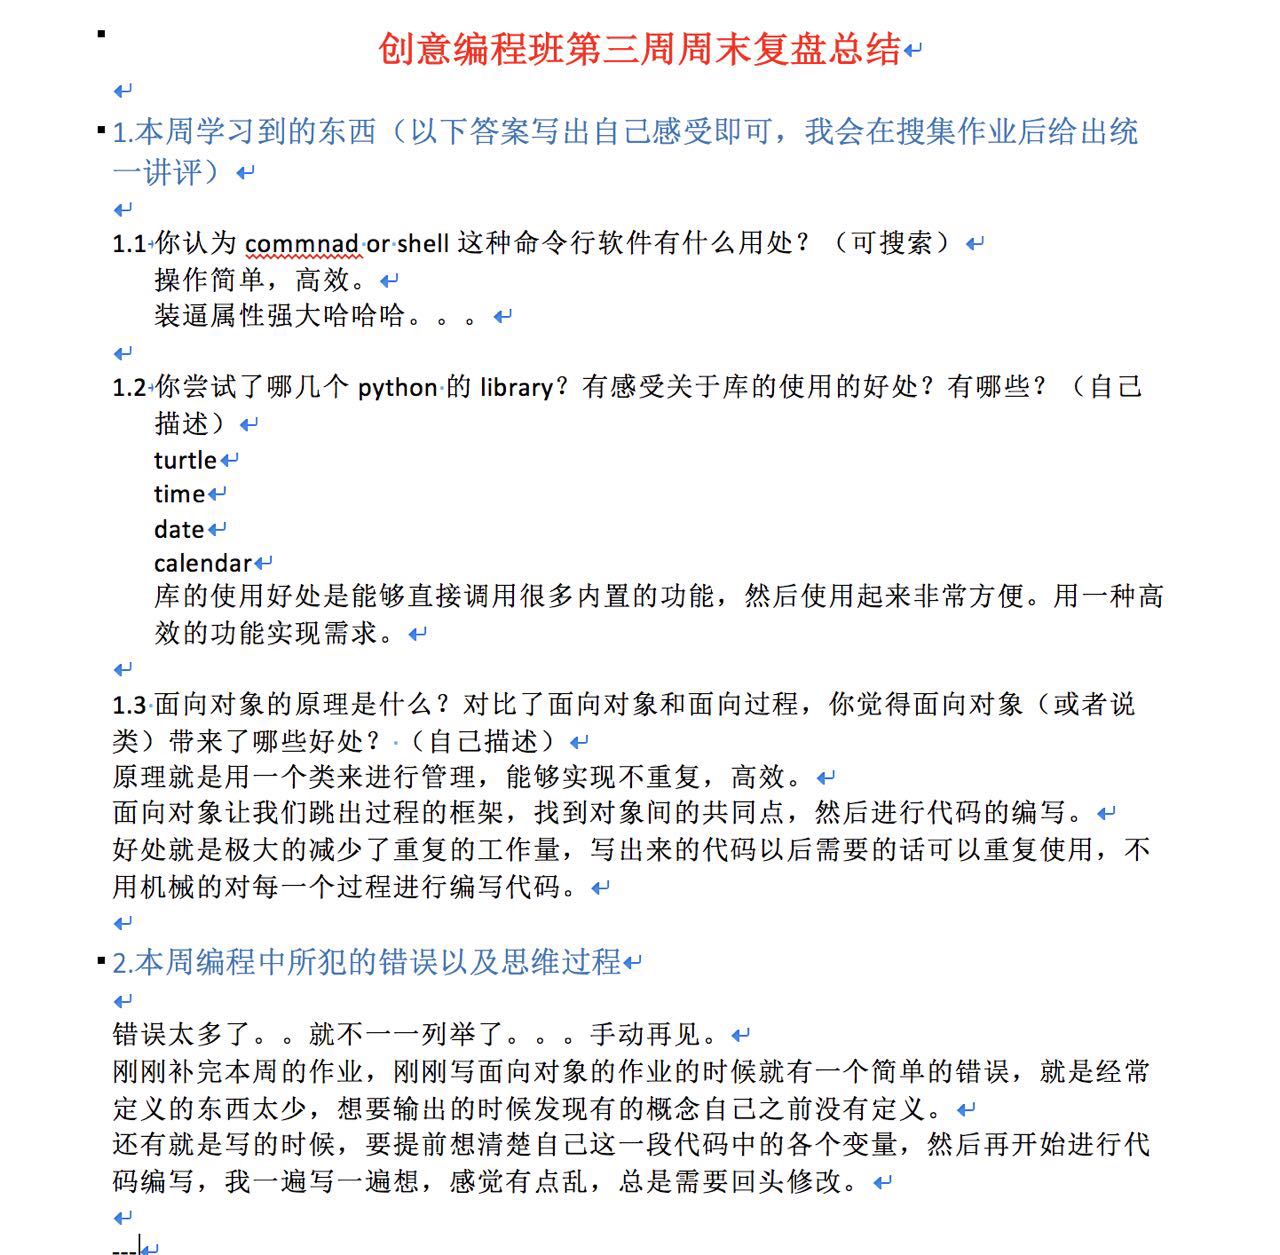 创意编程班第三周周末复盘总结
1.本周学习到的东西（以下答案写出自己感受即可，我会在搜集作业后给出统
一讲评）
1.1 你认为 commnad or shell 这种命令行软件有什么用处？（可搜索）
操作简单，高效。
装逼属性强大哈哈哈。。。
1.2 你尝试了哪几个 python 的 library？有感受关于库的使用的好处？有哪些？（自己
描述）
turtle
time
date
calendar
库的使用好处是能够直接调用很多内置的功能，然后使用起来非常方便。用一种高
效的功能实现需求。
1.3 面向对象的原理是什么？对比了面向对象和面向过程，你觉得面向对象（或者说
类）带来了哪些好处？ （自己描述）
原理就是用一个类来进行管理，能够实现不重复，高效。
面向对象让我们跳出过程的框架，找到对象间的共同点，然后进行代码的编写。
好处就是极大的减少了重复的工作量，写出来的代码以后需要的话可以重复使用，不
用机械的对每一个过程进行编写代码。
2.本周编程中所犯的错误以及思维过程
错误太多了。。就不一一列举了。。。手动再见。
刚刚补完本周的作业，刚刚写面向对象的作业的时候就有一个简单的错误，就是经常
定义的东西太少，想要输出的时候发现有的概念自己之前没有定义。
还有就是写的时候，要提前想清楚自己这一段代码中的各个变量，然后再开始进行代
码编写，我一遍写一遍想，感觉有点乱，总是需要回头修改。
---